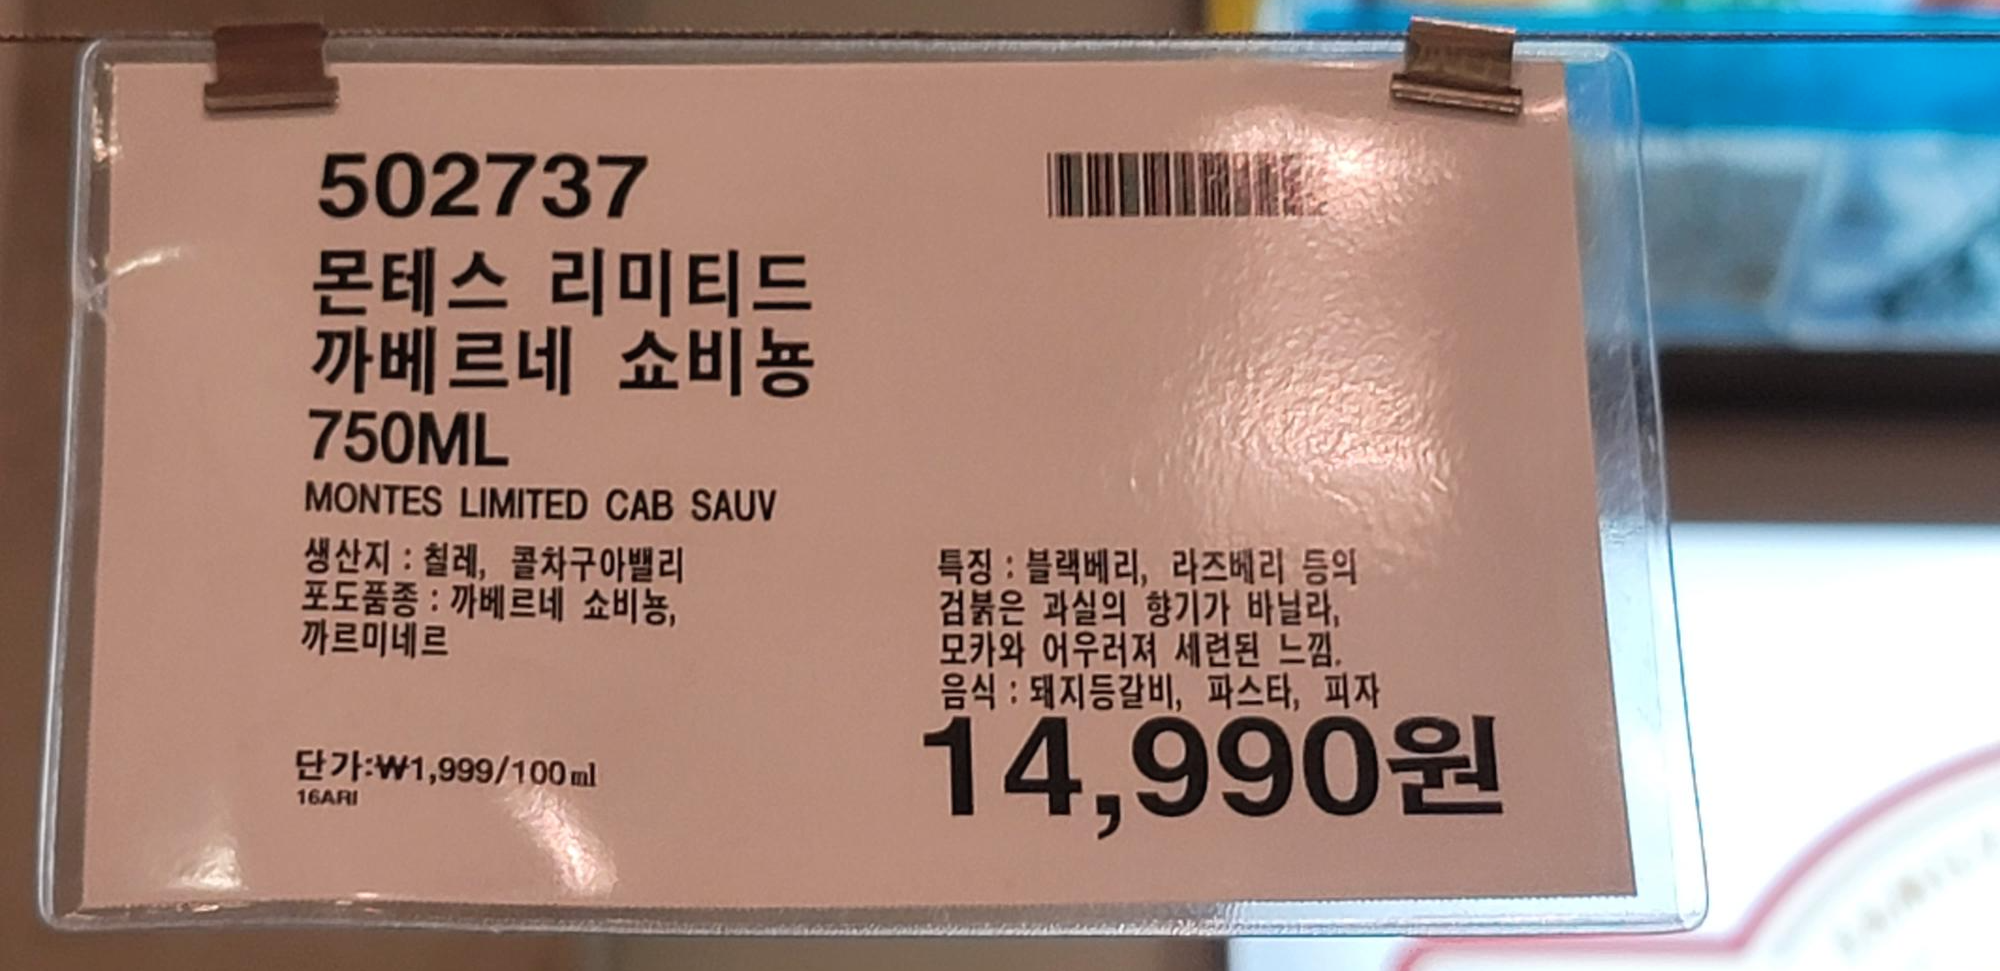 502737
몬테스 리미티드
까베르네 쇼비뇽
750ML
MONTES LIMITED CAB SAUV
생산지 : 칠레, 콜차구아밸리
포도품종 : 까베르네 쇼비뇽,
까르미네르
특징 : 블랙베리, 라즈베리 등의
검붉은 과실의 향기가 바닐라,
모카와 어우러져 세련된 느낌.
음식 : 돼지등갈비, 파스타, 피자
단가:₩1,999/100㎖
16ARI
14,990원